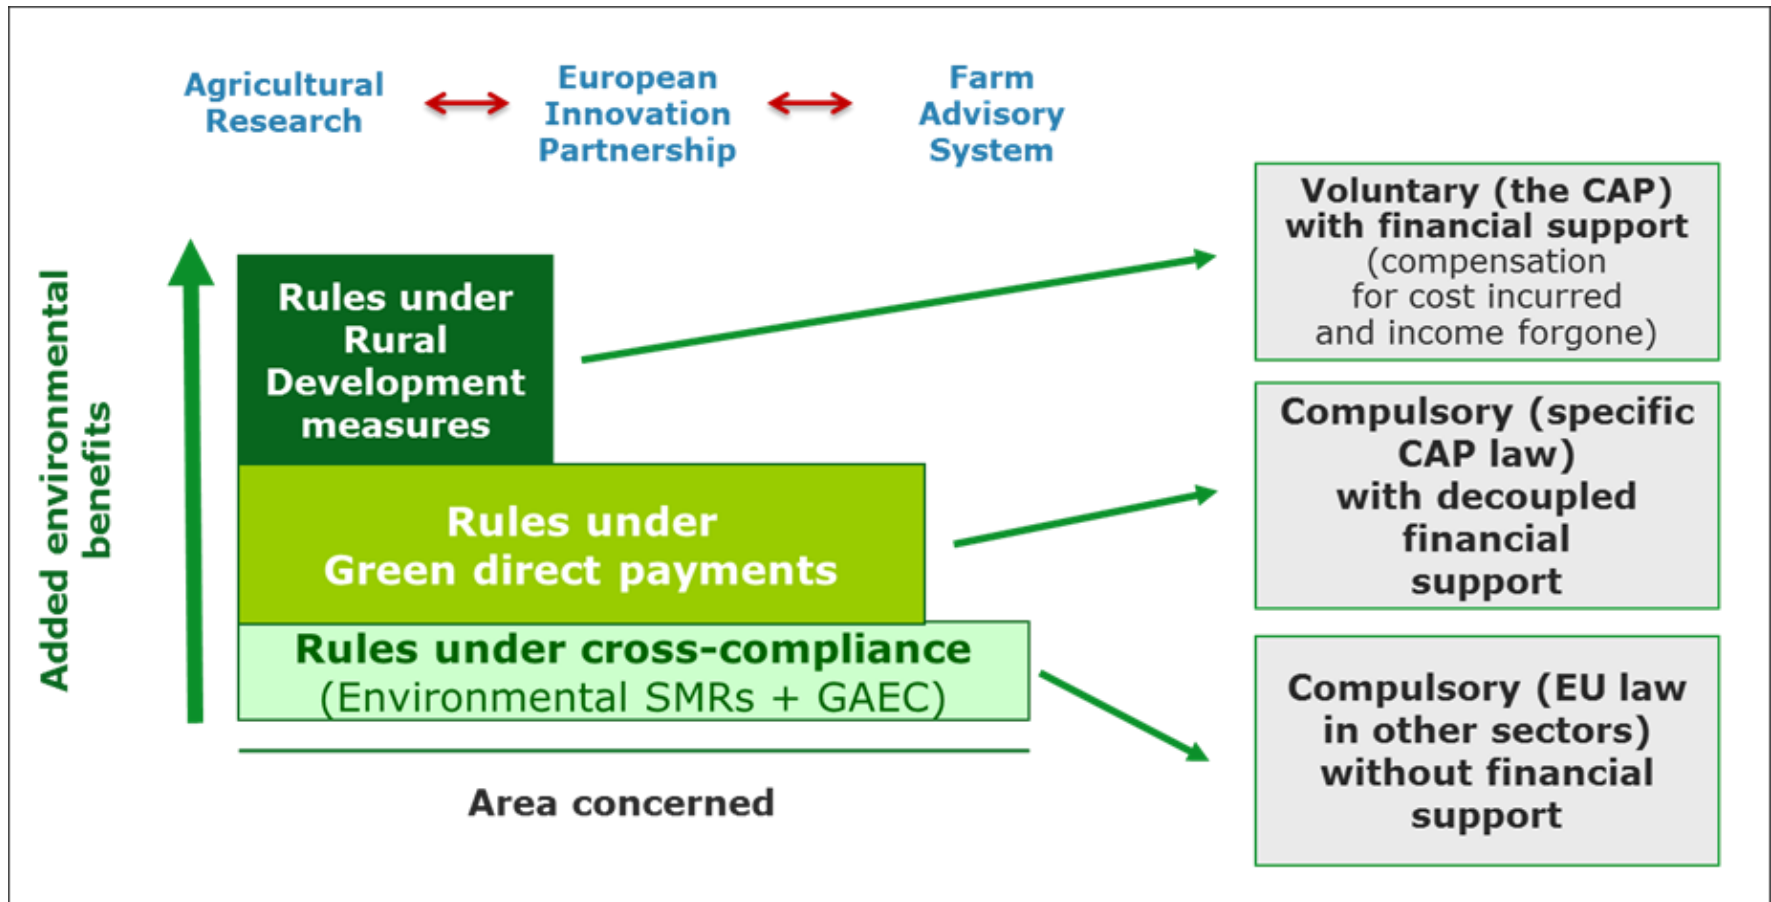 Agricultural
Research
European
Innovation
Partnership
Farm
Advisory
System
Added environmental
benefits
Rules under
Rural
Development
measures
Rules under
Green direct payments
Rules under cross-compliance
(Environmental SMRs + GAEC)
Area concerned
Voluntary (the CAP)
with financial support
(compensation
for cost incurred
and income forgone)
Compulsory (specific
CAP law)
with decoupled
financial
support
Compulsory (EU law
in other sectors)
without financial
support